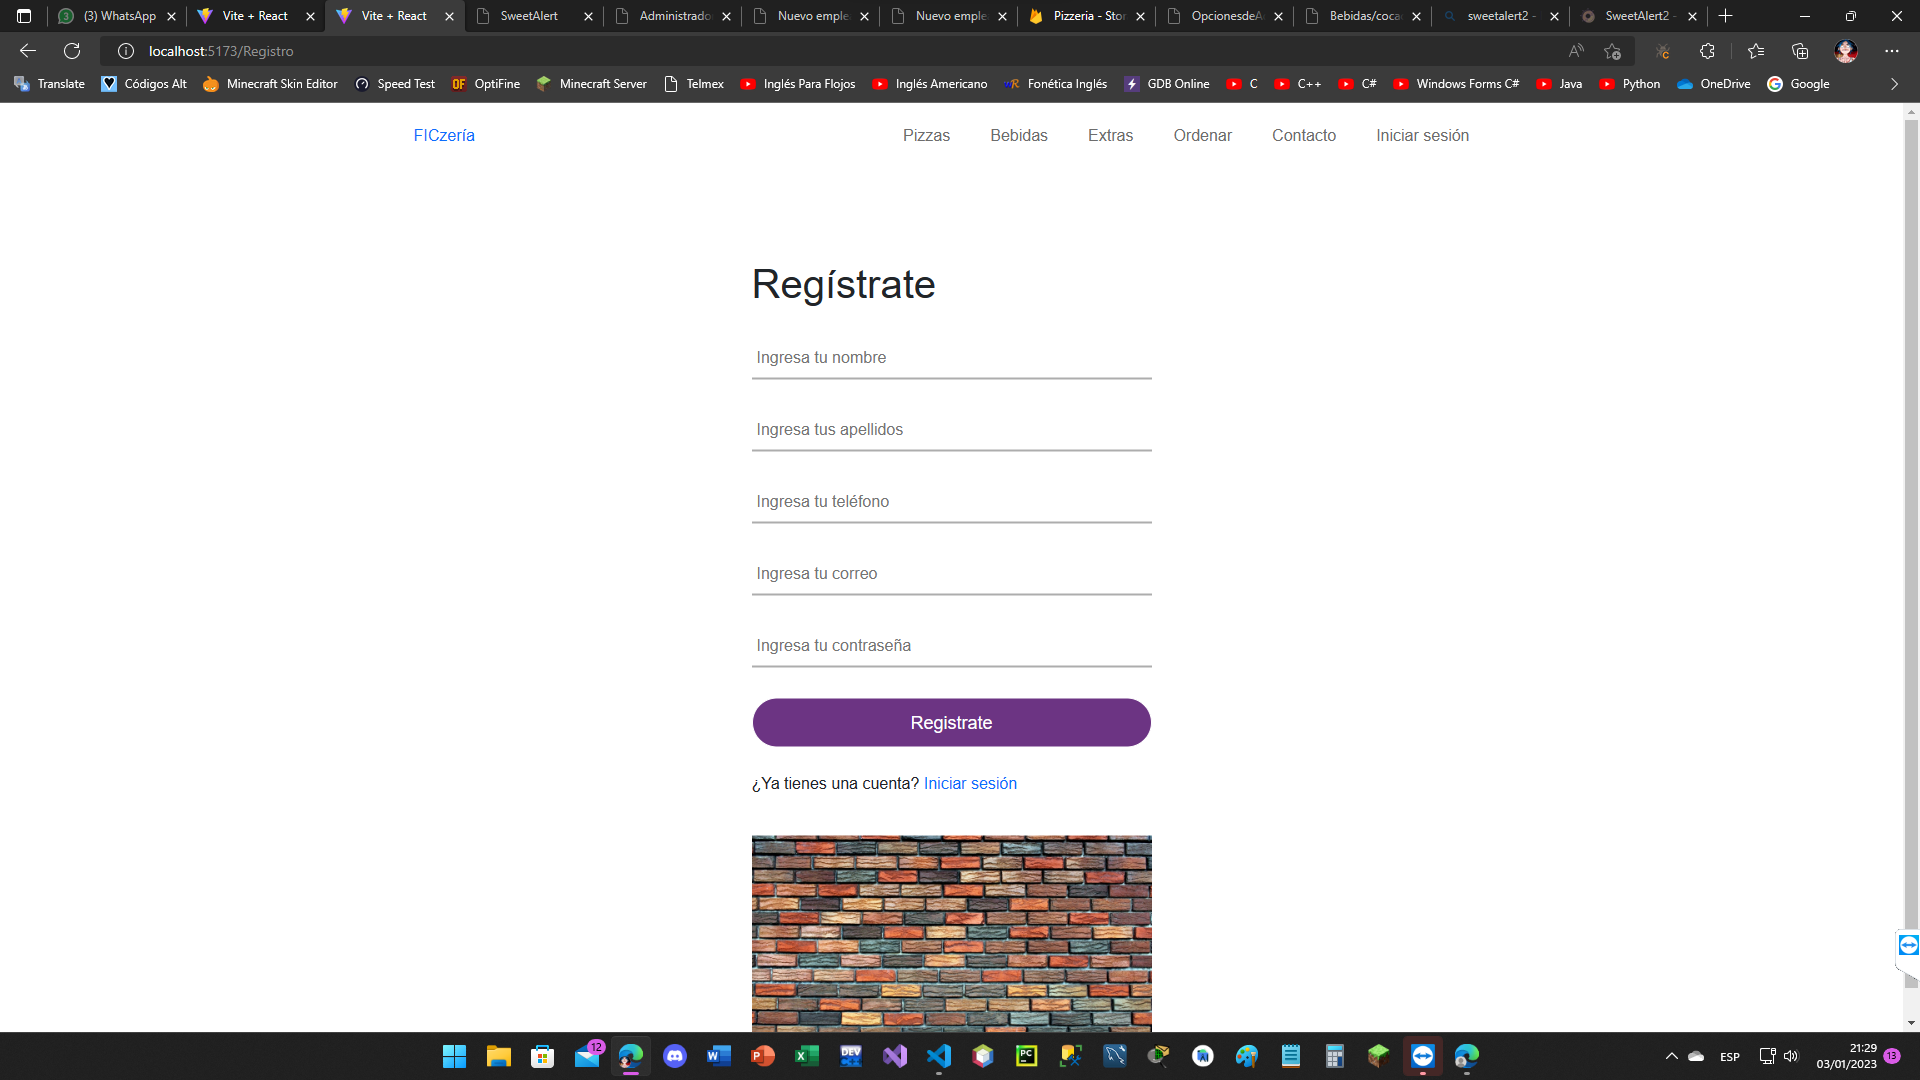 (3) WhatsApp
Vite + React
Vite + React
SweetAlert
Administrado
Nuevo emple
Nuevo emple
Pizzeria - Stor
OpcionesdeA
Bebidas/coca
sweetalert2 -
SweetAlert2 -
localhost:5173/Registro
Translate
Códigos Alt
Minecraft Skin Editor
Speed Test
OptiFine
Minecraft Server
Telmex
Inglés Para Flojos
Inglés Americano
Fonética Inglés
GDB Online
C
C++
C#
Windows Forms C#
Java
Python
OneDrive
Google
FICzería
Pizzas
Bebidas
Extras
Ordenar
Contacto
Iniciar sesión
Regístrate
Ingresa tu nombre
Ingresa tus apellidos
Ingresa tu teléfono
Ingresa tu correo
Ingresa tu contraseña
Registrate
¿Ya tienes una cuenta? Iniciar sesión
12
DEV
PC
ESP
21:29
03/01/2023
13